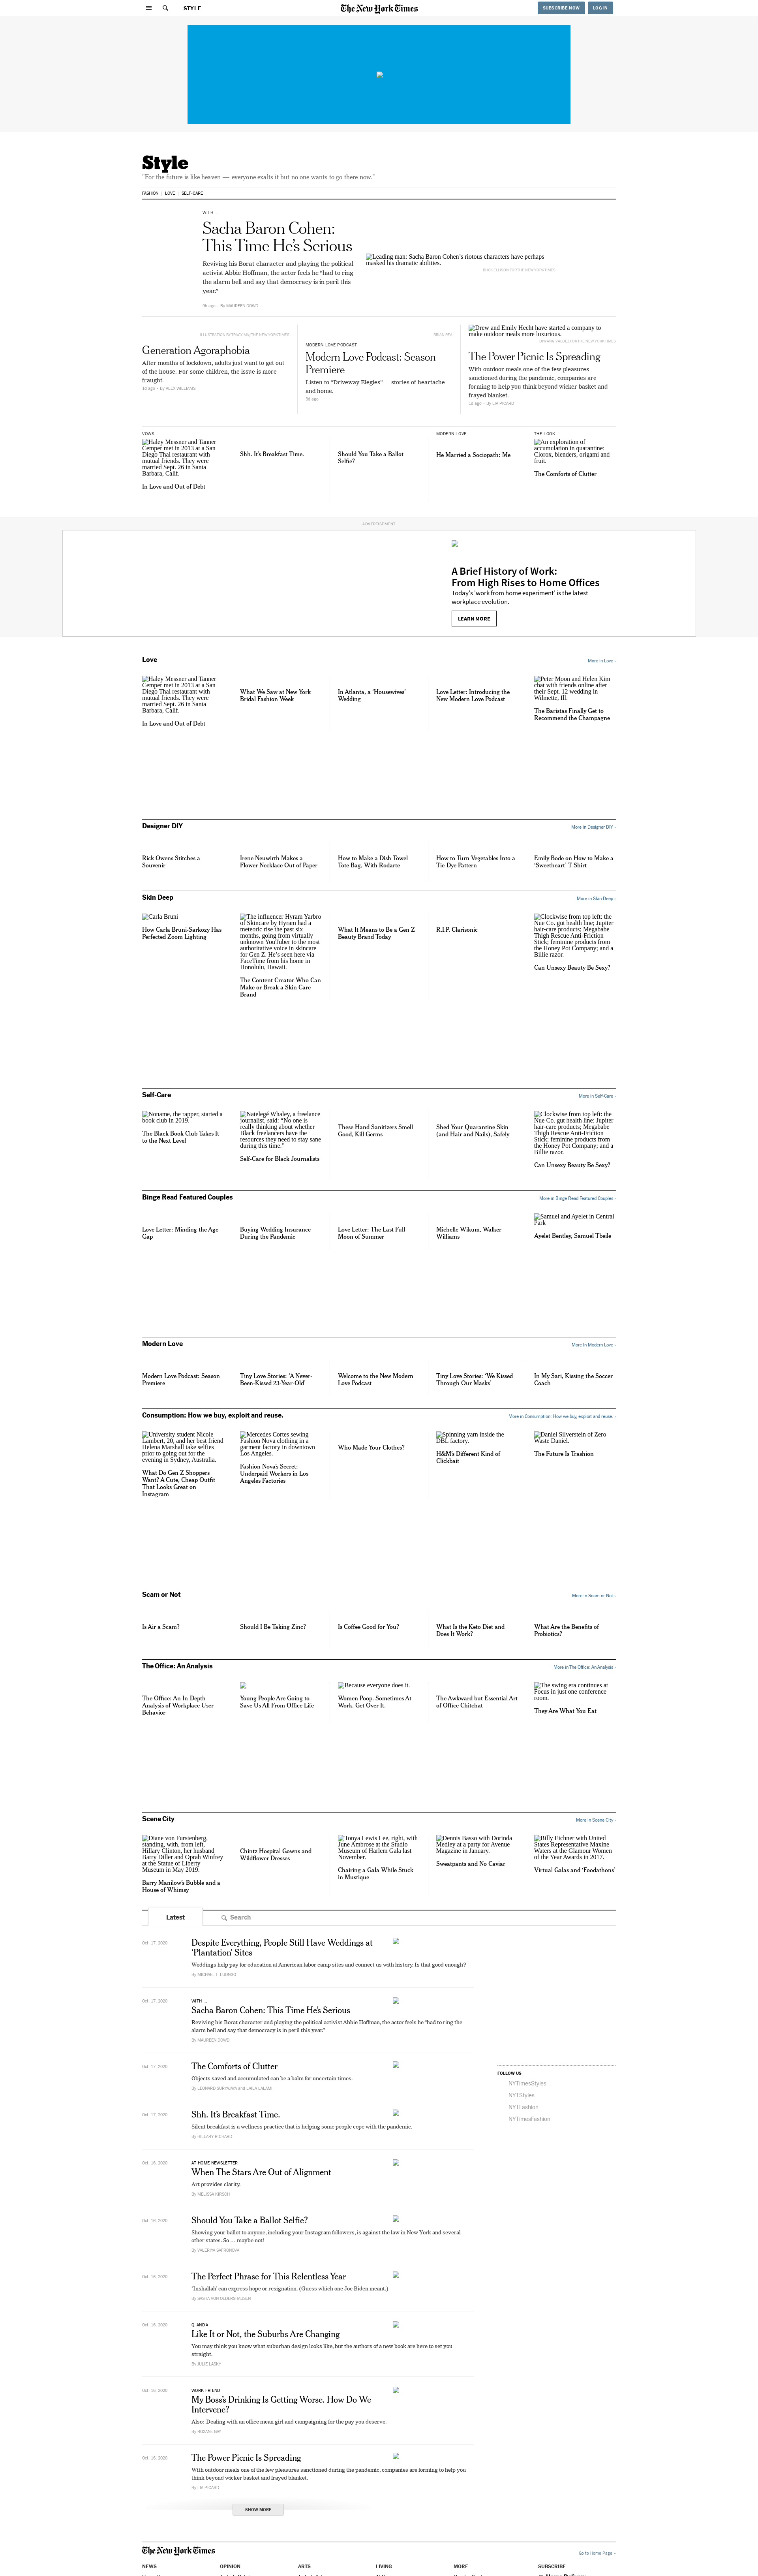 STYLE
The New York Times
SUBSCRIBE NOW
LOG IN
Style
"For the future is like heaven — everyone exalts it but no one wants to go there now."
FASHION
LOVE
SELF-CARE
WITH ...
Sacha Baron Cohen:
This Time He's Serious
Reviving his Borat character and playing the political
activist Abbie Hoffman, the actor feels he "had to ring
the alarm bell and say that democracy is in peril this
year."
By MAUREEN DOWD
Leading man: Sacha Baron Cohen's riotous characters have perhaps
masked his dramatic abilities.
Generation Agoraphobia
After months of lockdown, adults just want to get out
of the house. For some children, the issue is more
fraught.
1d ago · By ALEX WILLIAMS
MODERN LOVE PODCAST
Modern Love Podcast: Season
Premiere
Listen to "Driveway Elegies" — stories of heartache
and home.
Drew and Emily Hecht have started a company to
make outdoor meals more luxurious.
The Power Picnic Is Spreading
With outdoor meals one of the few pleasures
sanctioned during the pandemic, companies are
forming to help you think beyond wicker basket and
frayed blanket.
1d ago · By LIA PICARD
VOWS
Haley Messner and Tanner
Cemper met in 2013 at a San
Diego Thai restaurant with
mutual friends. They were
married Sept. 26 in Santa
Barbara, Calif.
In Love and Out of Debt
Shh. It's Breakfast Time.
Should You Take a Ballot
Selfie?
MODERN LOVE
He Married a Sociopath: Me
THE LOOK
An exploration of
accumulation in quarantine:
Clorox, blenders, origami and
fruit.
The Comforts of Clutter
ADVERTISEMENT
A Brief History of Work:
From High Rises to Home Offices
Today's 'work from home experiment' is the latest
workplace evolution.
LEARN MORE
Love
More in Love ›
Haley Messner and Tanner
Cemper met in 2013 at a San
Diego Thai restaurant with
mutual friends. They were
married Sept. 26 in Santa
Barbara, Calif.
In Love and Out of Debt
What We Saw at New York
Bridal Fashion Week
In Atlanta, a 'Housewives'
Wedding
Love Letter: Introducing the
New Modern Love Podcast
Peter Moon and Helen Kim
chat with friends online after
their Sept. 12 wedding in
Wilmette, Ill.
The Baristas Finally Get to
Recommend the Champagne
Designer DIY
More in Designer DIY ›
Rick Owens Stitches a
Souvenir
Irene Neuwirth Makes a
Flower Necklace Out of Paper
How to Make a Dish Towel
Tote Bag, With Rodarte
How to Turn Vegetables Into a
Tie-Dye Pattern
Emily Bode on How to Make a
'Sweetheart' T-Shirt
Skin Deep
More in Skin Deep ›
Carla Bruni
How Carla Bruni-Sarkozy Has
Perfected Zoom Lighting
The influencer Hyram Yarbro
of Skincare by Hyram had a
meteoric rise the past six
months, going from virtually
unknown YouTuber to the most
authoritative voice in skincare
for Gen Z. He's seen here via
FaceTime from his home in
Honolulu, Hawaii.
The Content Creator Who Can
Make or Break a Skin Care
Brand
What It Means to Be a Gen Z
Beauty Brand Today
R.I.P. Clarisonic
Clockwise from top left: the
Nue Co. gut health line; Jupiter
hair-care products; Megababe
Thigh Rescue Anti-Friction
Stick; feminine products from
the Honey Pot Company; and a
Billie razor.
Can Unsexy Beauty Be Sexy?
Self-Care
More in Self-Care ›
Noname, the rapper, started a
book club in 2019.
The Black Book Club Takes It
to the Next Level
Natelegé Whaley, a freelance
journalist, said: "No one is
really thinking about whether
Black freelancers have the
resources they need to stay sane
during this time."
Self-Care for Black Journalists
These Hand Sanitizers Smell
Good, Kill Germs
Shed Your Quarantine Skin
(and Hair and Nails), Safely
Clockwise from top left: the
Nue Co. gut health line; Jupiter
hair-care products; Megababe
Thigh Rescue Anti-Friction
Stick; feminine products from
the Honey Pot Company; and a
Billie razor.
Can Unsexy Beauty Be Sexy?
Binge Read Featured Couples
More in Binge Read Featured Couples ›
Love Letter: Minding the Age
Gap
Buying Wedding Insurance
During the Pandemic
Love Letter: The Last Full
Moon of Summer
Michelle Wikum, Walker
Williams
Samuel and Ayelet in Central
Park
Ayelet Bentley, Samuel Tbeile
Modern Love
More in Modern Love ›
Modern Love Podcast: Season
Premiere
Tiny Love Stories: 'A Never-
Been-Kissed 23-Year-Old'
Welcome to the New Modern
Love Podcast
Tiny Love Stories: 'We Kissed
Through Our Masks'
In My Sari, Kissing the Soccer
Coach
Consumption: How we buy, exploit and reuse.
More in Consumption: How we buy, exploit and reuse. ›
University student Nicole
Lambert, 20, and her best friend
Helena Marshall take selfies
prior to going out for the
evening in Sydney, Australia.
What Do Gen Z Shoppers
Want? A Cute, Cheap Outfit
That Looks Great on
Instagram
Mercedes Cortes sewing
Fashion Nova clothing in a
garment factory in downtown
Los Angeles.
Fashion Nova's Secret:
Underpaid Workers in Los
Angeles Factories
Who Made Your Clothes?
Spinning yarn inside the
DBL factory.
H&M's Different Kind of
Clickbait
Daniel Silverstein of Zero
Waste Daniel.
The Future Is Trashion
Scam or Not
More in Scam or Not ›
Is Air a Scam?
Should I Be Taking Zinc?
Is Coffee Good for You?
What Is the Keto Diet and
Does It Work?
What Are the Benefits of
Probiotics?
The Office: An Analysis
More in The Office: An Analysis ›
The Office: An In-Depth
Analysis of Workplace User
Behavior
Young People Are Going to
Save Us All From Office Life
Because everyone does it.
Women Poop. Sometimes At
Work. Get Over It.
The Awkward but Essential Art
of Office Chitchat
The swing era continues at
Focus in just one conference
room.
They Are What You Eat
Scene City
More in Scene City ›
Diane von Furstenberg,
standing, with, from left,
Hillary Clinton, her husband
Barry Diller and Oprah Winfrey
at the Statue of Liberty
Museum in May 2019.
Barry Manilow's Bubble and a
House of Whimsy
Chintz Hospital Gowns and
Wildflower Dresses
Tonya Lewis Lee, right, with
June Ambrose at the Studio
Museum of Harlem Gala last
November.
Chairing a Gala While Stuck
in Mustique
Dennis Basso with Dorinda
Medley at a party for Avenue
Magazine in January.
Sweatpants and No Caviar
Billy Eichner with United
States Representative Maxine
Waters at the Glamour Women
of the Year Awards in 2017.
Virtual Galas and 'Foodathons'
Latest
Search
Oct. 17, 2020
Despite Everything, People Still Have Weddings at
'Plantation' Sites
Weddings help pay for education at American labor camp sites and connect us with history. Is that good enough?
By MICHAEL T. LUONGO
Oct. 17, 2020
WITH ...
Sacha Baron Cohen: This Time He's Serious
Reviving his Borat character and playing the political activist Abbie Hoffman, the actor feels he "had to ring the
alarm bell and say that democracy is in peril this year."
By MAUREEN DOWD
Oct. 17, 2020
The Comforts of Clutter
Objects saved and accumulated can be a balm for uncertain times.
Oct. 17, 2020
Shh. It's Breakfast Time.
Silent breakfast is a wellness practice that is helping some people cope with the pandemic.
By HILLARY RICHARD
Oct. 16, 2020
AT HOME NEWSLETTER
When The Stars Are Out of Alignment
Art provides clarity.
By MELISSA KIRSCH
Oct. 16, 2020
Should You Take a Ballot Selfie?
Showing your ballot to anyone, including your Instagram followers, is against the law in New York and several
other states. So ... maybe not!
By VALERIYA SAFRONOVA
Oct. 16, 2020
The Perfect Phrase for This Relentless Year
'Inshallah' can express hope or resignation. (Guess which one Joe Biden meant.)
By SASHA VON OLDERSHAUSEN
Oct. 16, 2020
Q. AND A.
Like It or Not, the Suburbs Are Changing
You may think you know what suburban design looks like, but the authors of a new book are here to set you
straight.
By JULIE LASKY
Oct. 16, 2020
WORK FRIEND
My Boss's Drinking Is Getting Worse. How Do We
Intervene?
Also: Dealing with an office mean girl and campaigning for the pay you deserve.
By ROXANE GAY
Oct. 16, 2020
The Power Picnic Is Spreading
With outdoor meals one of the few pleasures sanctioned during the pandemic, companies are forming to help you
think beyond wicker basket and frayed blanket.
By LIA PICARD
SHOW MORE
FOLLOW US
NYTimesStyles
NYTStyles
NYTFashion
NYTimesFashion
The New York Times
Go to Home Page »
NEWS
OPINION
ARTS
LIVING
MORE
SUBSCRIBE